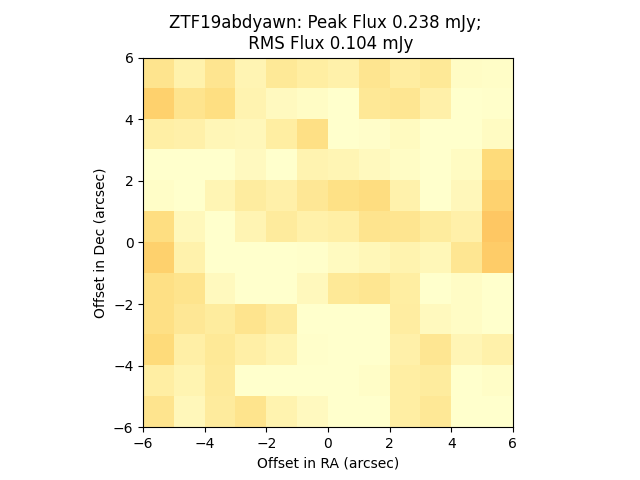 ZTF19abdyawn: Peak Flux 0.238 mJy;
RMS Flux 0.104 mJy
6
4
2
0
−2
−4
−6
Offset in Dec (arcsec)
−6 −4 −2 0 2 4 6
Offset in RA (arcsec)